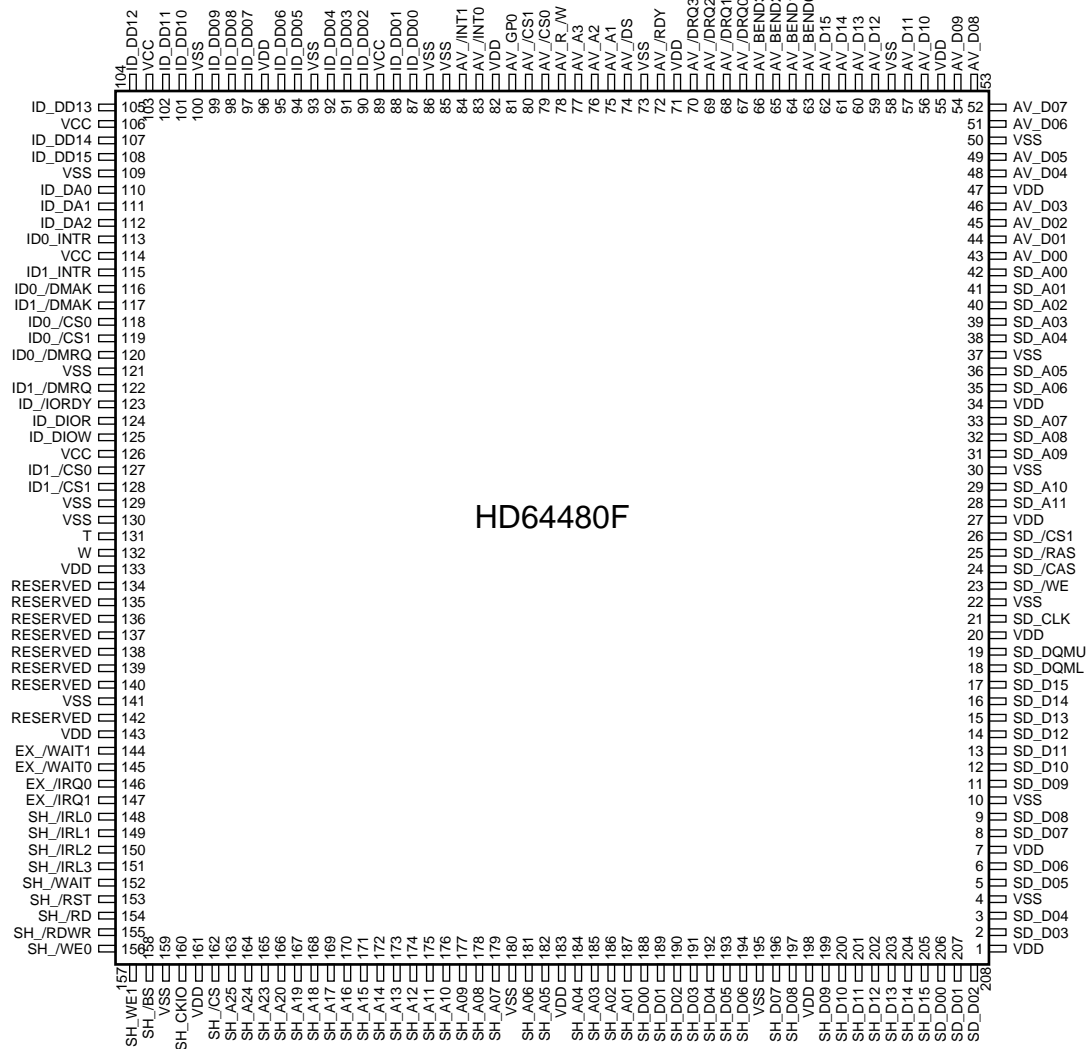 ID_DD12
VCC
ID_DD11
ID_DD10
VSS
ID_DD09
ID_DD08
ID_DD07
VDD
ID_DD06
ID_DD05
VSS
ID_DD04
ID_DD03
ID_DD02
VCC
ID_DD01
ID_DD00
VSS
VSS
AV_/INT1
AV_/INT0
VDD
AV_GP0
AV_/CS1
AV_/CS0
AV_R_/W
AV_A3
AV_A2
AV_A1
AV_/DS
VSS
AV_/RDY
VDD
AV_/DRQ3
AV_/DRQ2
AV_/DRQ1
AV_/DRQ0
AV_D15
AV_D14
AV_D13
AV_D12
VSS
AV_D11
AV_D10
VDD
AV_D09
AV_D08
104 103 102 101 100 99 98 97 96 95 94 93 92 91 90 89 88 87 86 85 84 83 82 81 80 79 78 77 76 75 74 73 72 71 70 69 68 67 66 65 64 63 62 61 60 59 58 57 56 55 54 53
ID_DD13 105
VCC 106
ID_DD14 107
ID_DD15 108
VSS 109
ID_DA0 110
ID_DA1 111
ID_DA2 112
ID0_INTR 113
VCC 114
ID1_INTR 115
ID0_/DMAK 116
ID1_/DMAK 117
ID0_/CS0 118
ID0_/CS1 119
ID0_/DMRQ 120
VSS 121
ID1_/DMRQ 122
ID_/IORDY 123
ID_DIOR 124
ID_DIOW 125
VCC 126
ID1_/CS0 127
ID1_/CS1 128
VSS 129
VSS 130
T 131
W 132
VDD 133
RESERVED 134
RESERVED 135
RESERVED 136
RESERVED 137
RESERVED 138
RESERVED 139
RESERVED 140
VSS 141
RESERVED 142
VDD 143
EX_/WAIT1 144
EX_/WAIT0 145
EX_/IRQ0 146
EX_/IRQ1 147
SH_/IRL0 148
SH_/IRL1 149
SH_/IRL2 150
SH_/IRL3 151
SH_/WAIT 152
SH_/RST 153
SH_/RD 154
SH_/RDWR 155
SH_/WE0 156
HD64480F
52 AV_D07
51 AV_D06
50 VSS
49 AV_D05
48 AV_D04
47 VDD
46 AV_D03
45 AV_D02
44 AV_D01
43 AV_D00
42 SD_A00
41 SD_A01
40 SD_A02
39 SD_A03
38 SD_A04
37 VSS
36 SD_A05
35 SD_A06
34 VDD
33 SD_A07
32 SD_A08
31 SD_A09
30 VSS
29 SD_A10
28 SD_A11
27 VDD
26 SD_/CS1
25 SD_/RAS
24 SD_/CAS
23 SD_/WE
22 VSS
21 SD_CLK
20 VDD
19 SD_DQMU
18 SD_DQML
17 SD_D15
16 SD_D14
15 SD_D13
14 SD_D12
13 SD_D11
12 SD_D10
11 SD_D09
10 VSS
9 SD_D08
8 SD_D07
7 VDD
6 SD_D06
5 SD_D05
4 VSS
3 SD_D04
2 SD_D03
1 VDD
157 158 159 160 161 162 163 164 165 166 167 168 169 170 171 172 173 174 175 176 177 178 179 180 181 182 183 184 185 186 187 188 189 190 191 192 193 194 195 196 197 198 199 200 201 202 203 204 205 206 207 208
SH_WE1
SH_/BS
VSS
SH_CKIO
VDD
SH_/CS
SH_A25
SH_A24
SH_A23
SH_A20
SH_A19
SH_A18
SH_A17
SH_A16
SH_A15
SH_A14
SH_A13
SH_A12
SH_A11
SH_A10
SH_A09
SH_A08
SH_A07
VSS
SH_A06
SH_A05
VDD
SH_A04
SH_A03
SH_A02
SH_A01
SH_D00
SH_D01
SH_D02
SH_D03
SH_D04
SH_D05
SH_D06
VSS
SH_D07
SH_D08
VDD
SH_D09
SH_D10
SH_D11
SH_D12
SH_D13
SH_D14
SH_D15
SD_D00
SD_D01
SD_D02